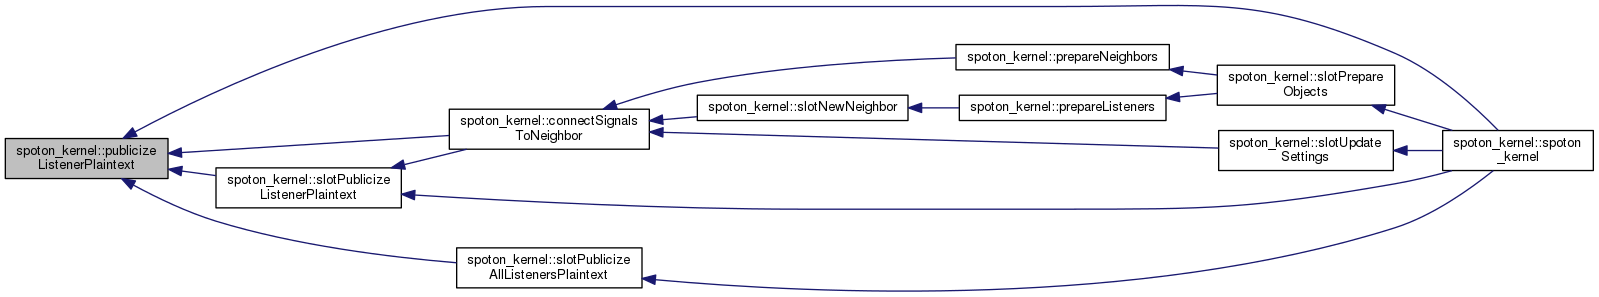 spoton_kernel::publicize
ListenerPlaintext
spoton_kernel::connectSignals
ToNeighbor
spoton_kernel::slotPublicize
ListenerPlaintext
spoton_kernel::slotPublicize
AllListenersPlaintext
spoton_kernel::prepareNeighbors
spoton_kernel::slotNewNeighbor
spoton_kernel::prepareListeners
spoton_kernel::slotPrepare
Objects
spoton_kernel::slotUpdate
Settings
spoton_kernel::spoton
_kernel